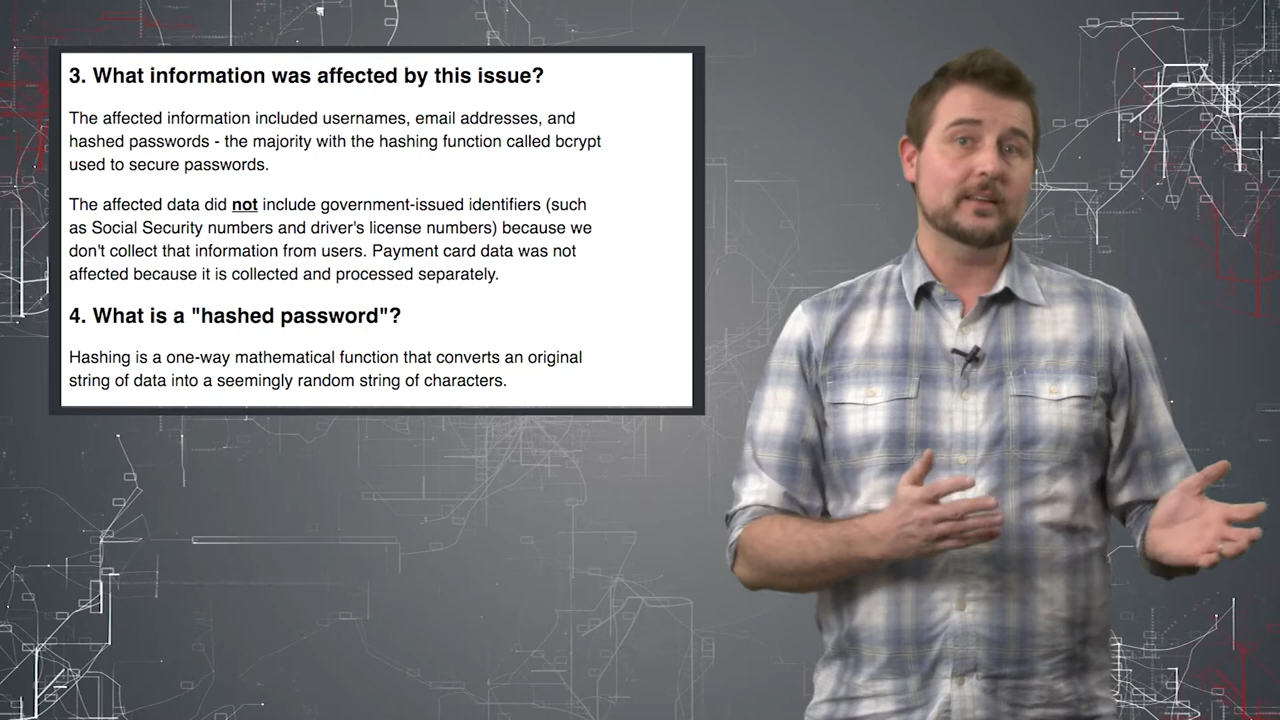 3. What information was affected by this issue?
The affected information included usernames, email addresses, and
hashed passwords - the majority with the hashing function called bcrypt
used to secure passwords.
The affected data did not include government-issued identifiers (such
as Social Security numbers and driver's license numbers) because we
don't collect that information from users. Payment card data was not
affected because it is collected and processed separately.
4. What is a "hashed password"?
Hashing is a one-way mathematical function that converts an original
string of data into a seemingly random string of characters.